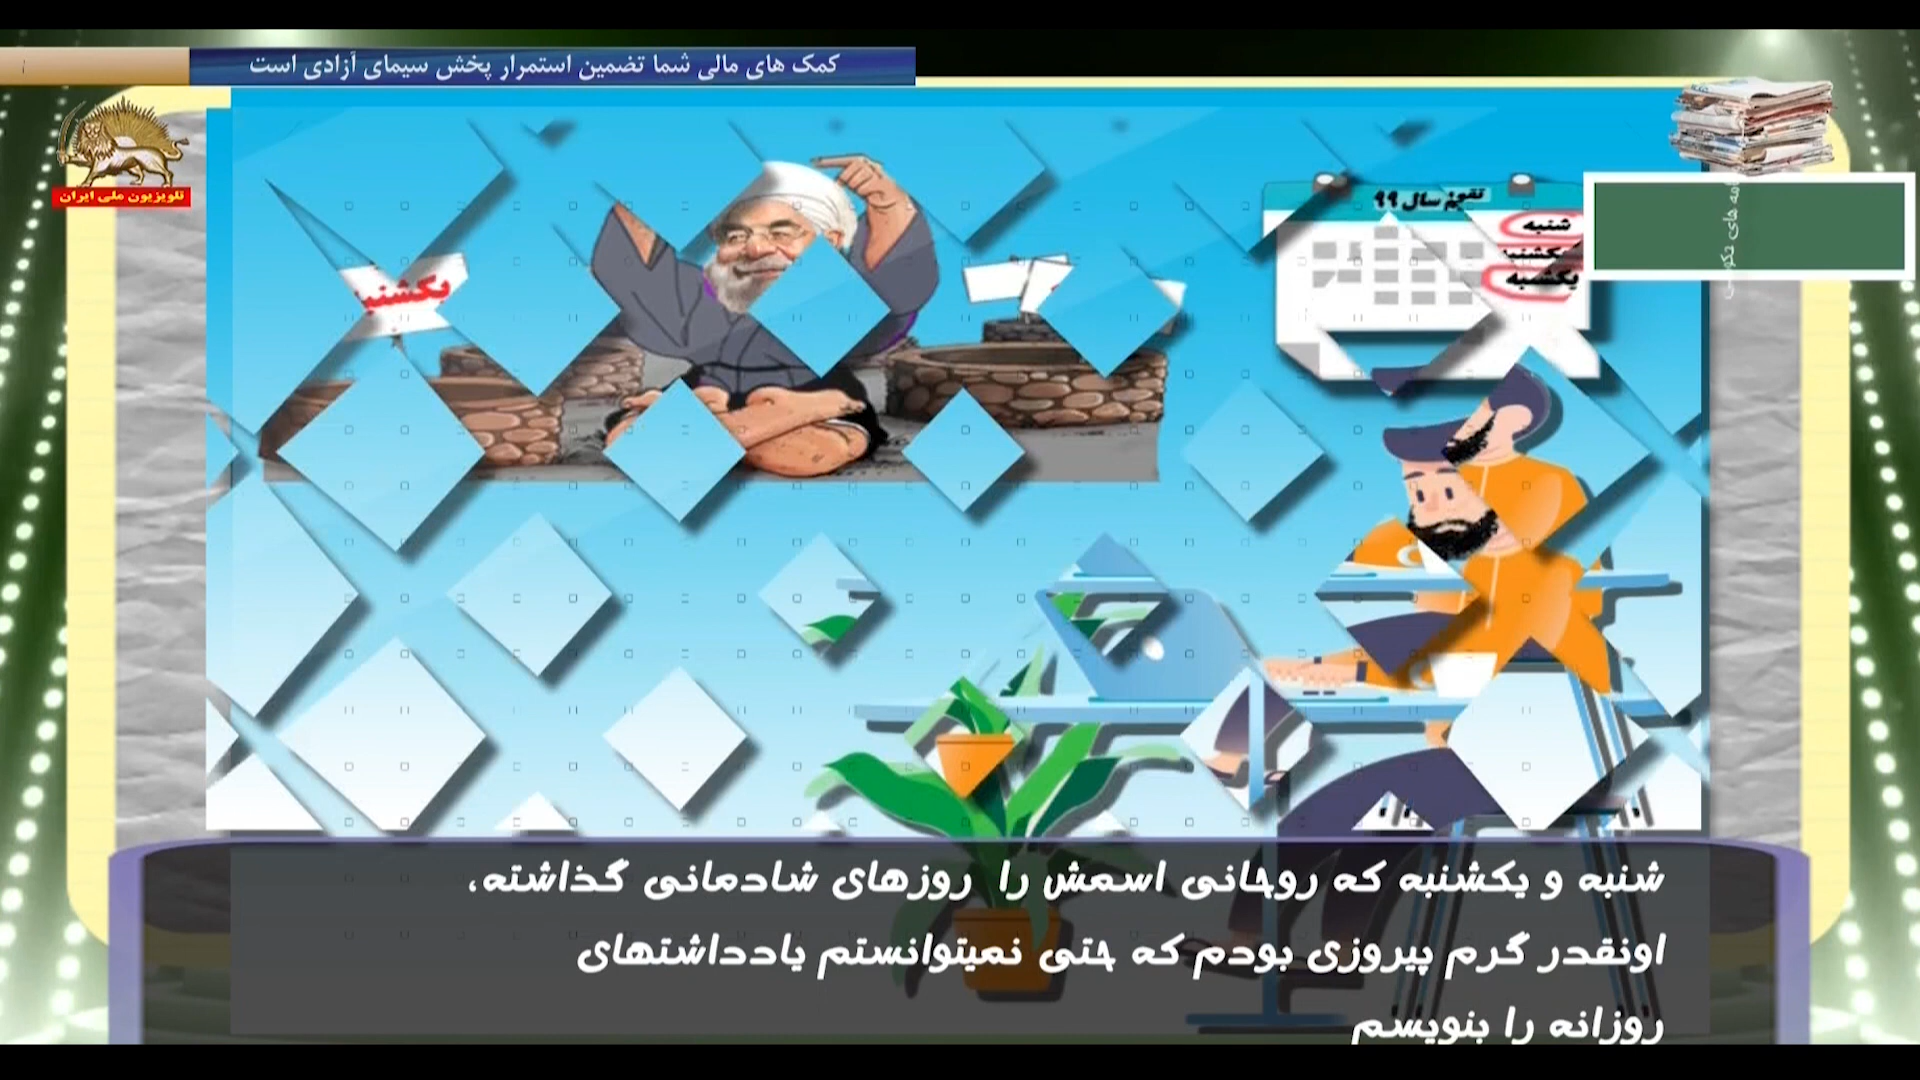 کمک های مالی شما تضمین استمرار پخش سیمای آزادی است
تلویزیون ملی ایران
تقویم سال ۹۹
شنبه
یکشنبه
یکشنبه
یکشنبه
شنبه و یکشنبه که روحانی اسمش را روزهای شادمانی گذاشته،
اونقدر گرم پیروزی بودم که حتی نمیتوانستم یادداشتهای
روزانه را بنویسم